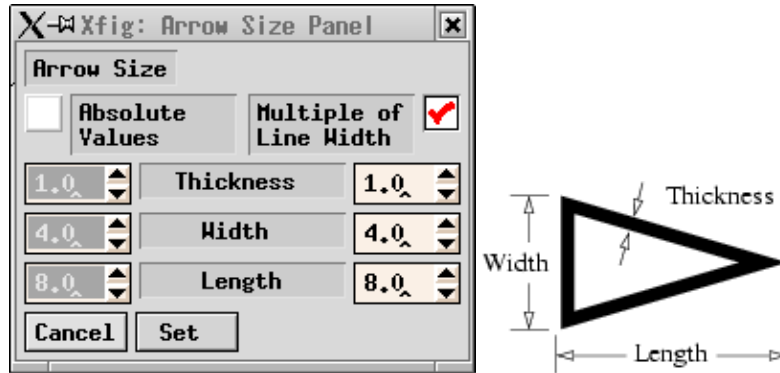 Xfig: Arrow Size Panel
Arrow Size
Absolute Values
Multiple of Line Width
1.0 Thickness 1.0
4.0 Width 4.0
8.0 Length 8.0
Cancel Set
Thickness
Width
Length